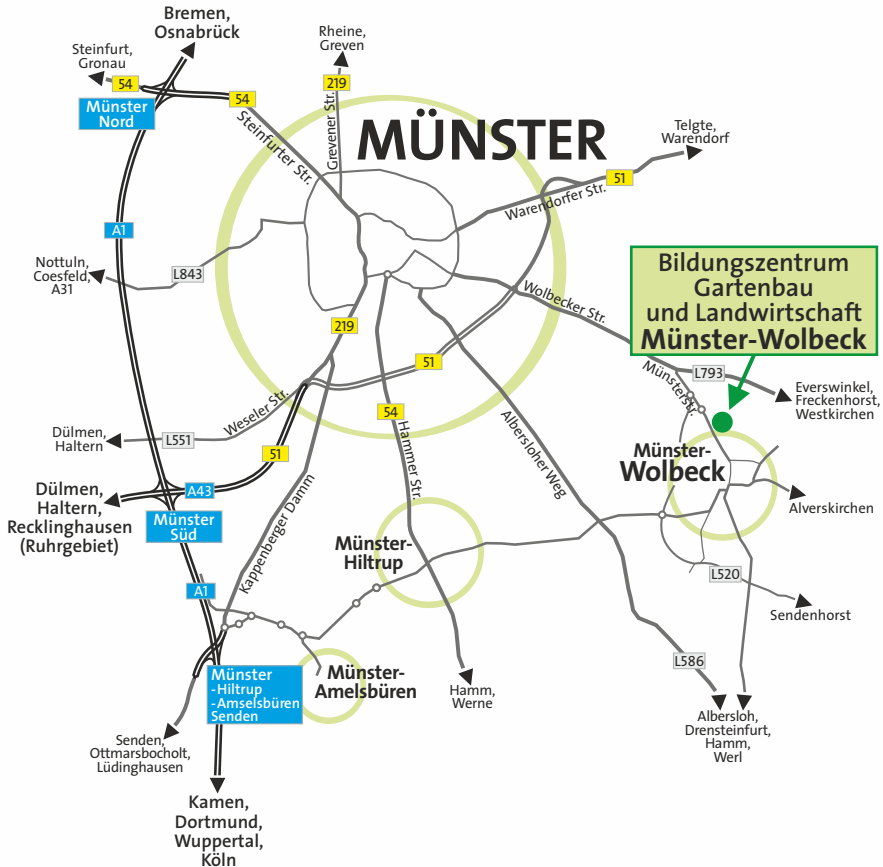 Bremen,
Osnabrück
Steinfurt,
Gronau
54
54
Münster
Nord
Steinfurter Str.
Rheine,
Greven
219
Grevener Str.
MÜNSTER
Telgte,
Warendorf
51
Warendorfer Str.
A1
Nottuln,
Coesfeld,
A31
L843
Wolbecker Str.
Bildungszentrum
Gartenbau
und Landwirtschaft
Münster-Wolbeck
219
51
L793
Münsterstr.
Everswinkel,
Freckenhorst,
Westkirchen
Weseler Str.
54
Hammer Str.
Albersloher Weg
Dülmen,
Haltern
L551
51
Münster-
Wolbeck
Dülmen,
Haltern,
Recklinghausen
(Ruhrgebiet)
A43
Münster
Süd
Kappenberger Damm
Alverskirchen
Münster-
Hiltrup
A1
L520
Sendenhorst
Münster
-Hiltrup
-Amselsbüren
Senden
Münster-
Amelsbüren
L586
Hamm,
Werne
Albersloh,
Drensteinfurt,
Hamm,
Werl
Senden,
Ottmarsbocholt,
Lüdinghausen
Kamen,
Dortmund,
Wuppertal,
Köln